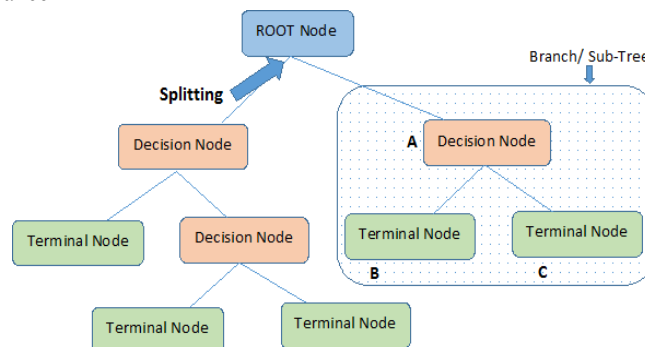 ROOT Node
Branch/ Sub-Tree
Splitting
Decision Node
A
Decision Node
Terminal Node
Decision Node
Terminal Node
Terminal Node
B
C
Terminal Node
Terminal Node